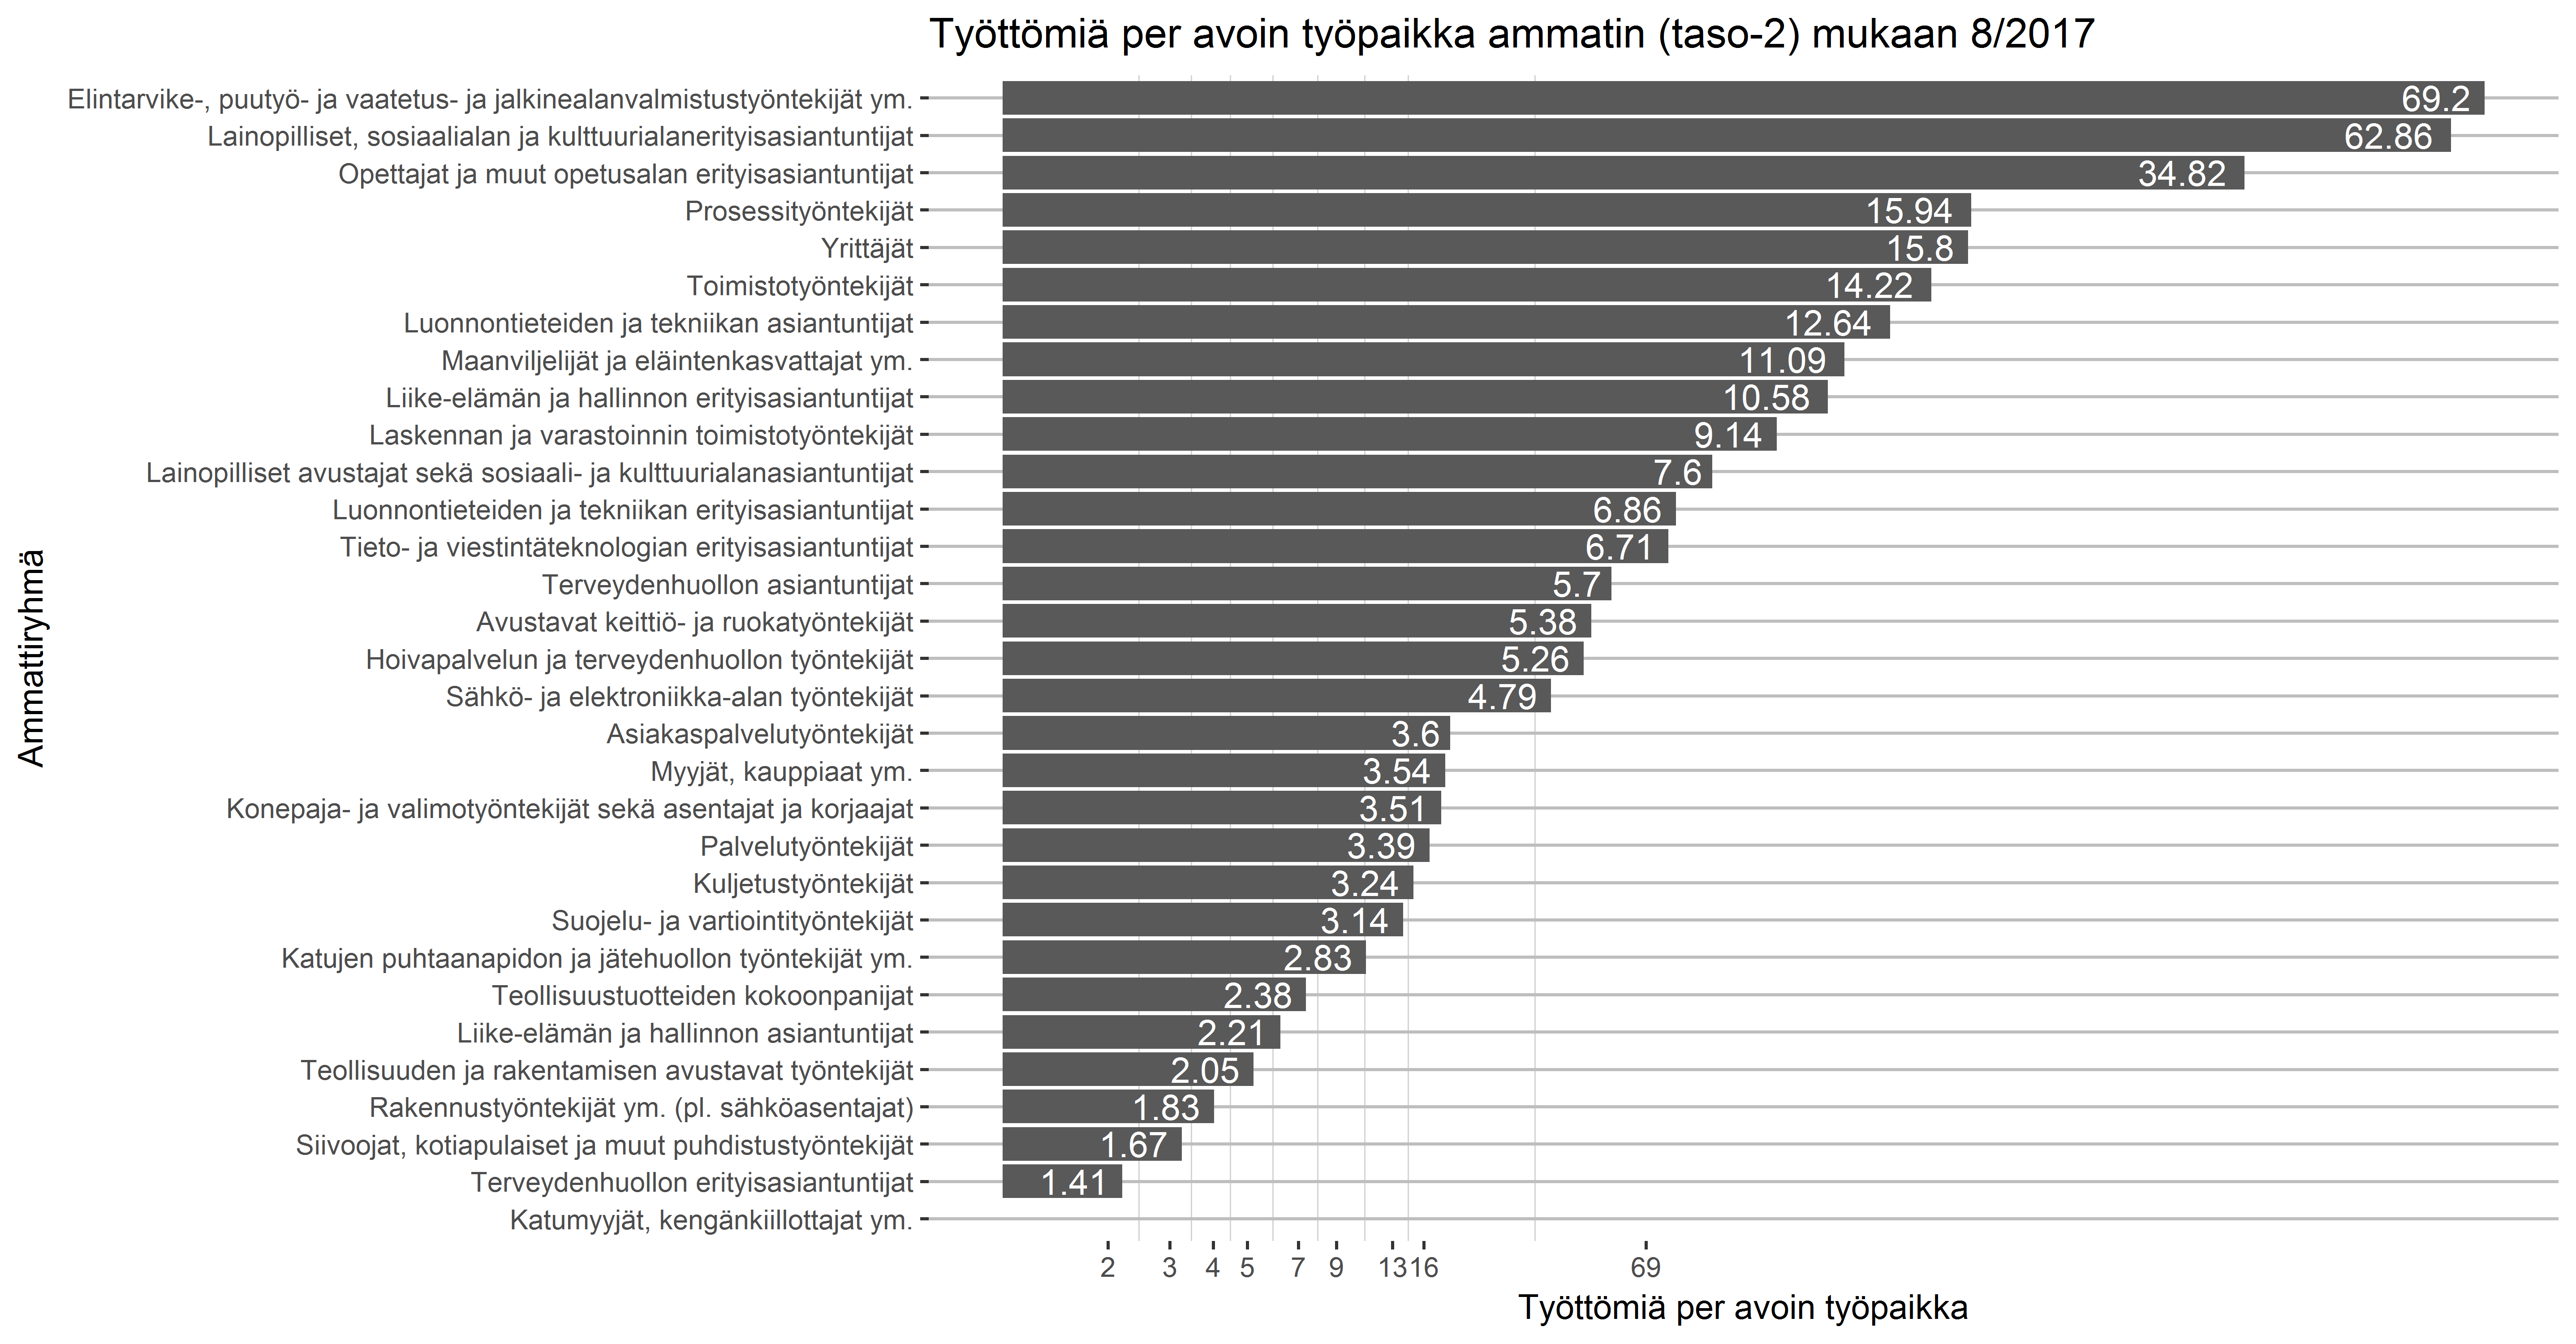 Työttömiä per avoin työpaikka ammatin (taso-2) mukaan 8/2017
Ammattiryhmä
Elintarvike-, puutyö- ja vaatetus- ja jalkinealanvalmistustyöntekijät ym. 69.2
Lainopilliset, sosiaalialan ja kulttuurialanerityisasiantuntijat 62.86
Opettajat ja muut opetusalan erityisasiantuntijat 34.82
Prosessityöntekijät 15.94
Yrittäjät 15.8
Toimistotyöntekijät 14.22
Luonnontieteiden ja tekniikan asiantuntijat 12.64
Maanviljelijät ja eläintenkasvattajat ym. 11.09
Liike-elämän ja hallinnon erityisasiantuntijat 10.58
Laskennan ja varastoinnin toimistotyöntekijät 9.14
Lainopilliset avustajat sekä sosiaali- ja kulttuurialanasiantuntijat 7.6
Luonnontieteiden ja tekniikan erityisasiantuntijat 6.86
Tieto- ja viestintäteknologian erityisasiantuntijat 6.71
Terveydenhuollon asiantuntijat 5.7
Avustavat keittiö- ja ruokatyöntekijät 5.38
Hoivapalvelun ja terveydenhuollon työntekijät 5.26
Sähkö- ja elektroniikka-alan työntekijät 4.79
Asiakaspalvelutyöntekijät 3.6
Myyjät, kauppiaat ym. 3.54
Konepaja- ja valimotyöntekijät sekä asentajat ja korjaajat 3.51
Palvelutyöntekijät 3.39
Kuljetustyöntekijät 3.24
Suojelu- ja vartiointityöntekijät 3.14
Katujen puhtaanapidon ja jätehuollon työntekijät ym. 2.83
Teollisuustuotteiden kokoonpanijat 2.38
Liike-elämän ja hallinnon asiantuntijat 2.21
Teollisuuden ja rakentamisen avustavat työntekijät 2.05
Rakennustyöntekijät ym. (pl. sähköasentajat) 1.83
Siivoojat, kotiapulaiset ja muut puhdistustyöntekijät 1.67
Terveydenhuollon erityisasiantuntijat 1.41
Katumyyjät, kengänkiillottajat ym.
2 3 4 5 7 9 13 16 69
Työttömiä per avoin työpaikka